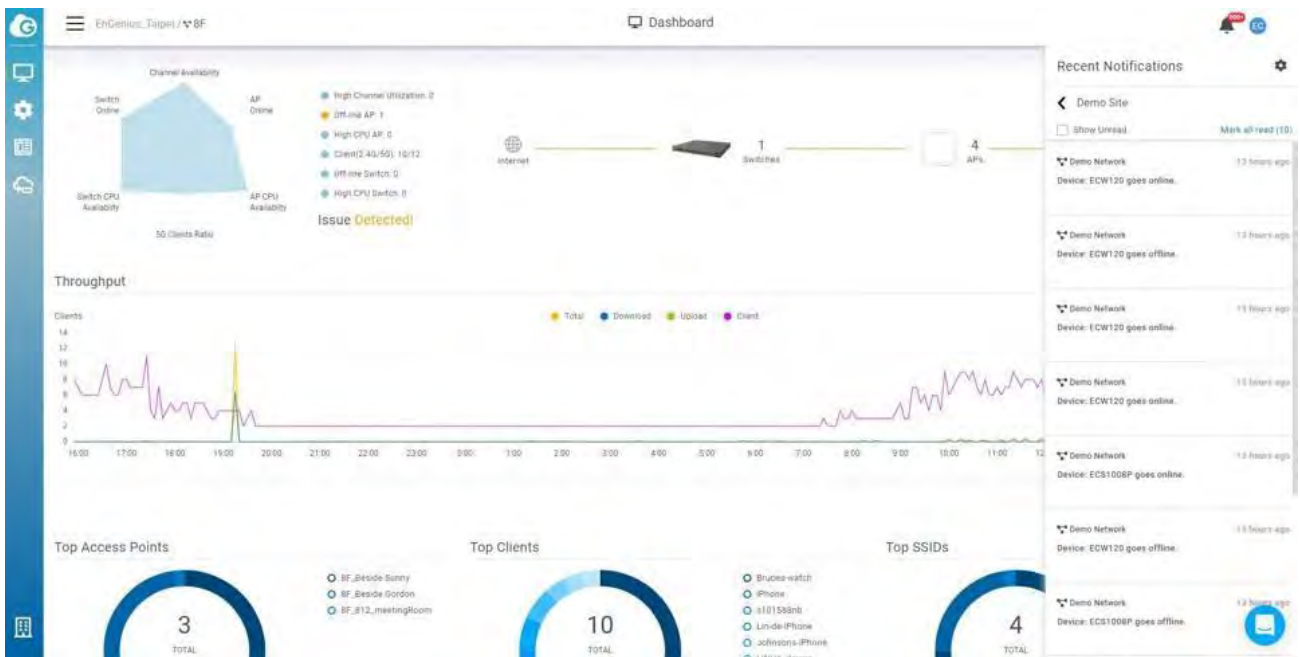 EnGenius_Taipei / 8F
Dashboard
900+
EC
Channel Availability
Switch Online
AP Online
Switch CPU Availability
AP CPU Availability
5G Clients Ratio
High Channel Utilization: 0
Off-line AP: 1
High CPU AP: 0
Client(2.4G/5G): 10/12
Off-line Switch: 0
High CPU Switch: 0
Issue Detected!
Internet
1
Switches
4
APs
Recent Notifications
Demo Site
Show Unread
Mark all read (10)
Demo Network
13 hours ago
Device: ECW120 goes online.
Demo Network
13 hours ago
Device: ECW120 goes offline.
Demo Network
13 hours ago
Device: ECW120 goes online.
Demo Network
13 hours ago
Device: ECW120 goes online.
Demo Network
13 hours ago
Device: ECS1008P goes online.
Demo Network
13 hours ago
Device: ECW120 goes offline.
Demo Network
13 hours ago
Device: ECS1008P goes offline.
Throughput
Clients
Total Download Upload Client
14
12
10
8
6
4
2
0
16:00 17:00 18:00 19:00 20:00 21:00 22:00 23:00 0:00 1:00 2:00 3:00 4:00 5:00 6:00 7:00 8:00 9:00 10:00 11:00
Top Access Points
3
TOTAL
8F_Beside Sunny
8F_Beside Gordon
8F_812_meetingRoom
Top Clients
10
TOTAL
Bruces-watch
iPhone
s101588nb
Lin-de-iPhone
Johnsons-iPhone
Top SSIDs
4
TOTAL